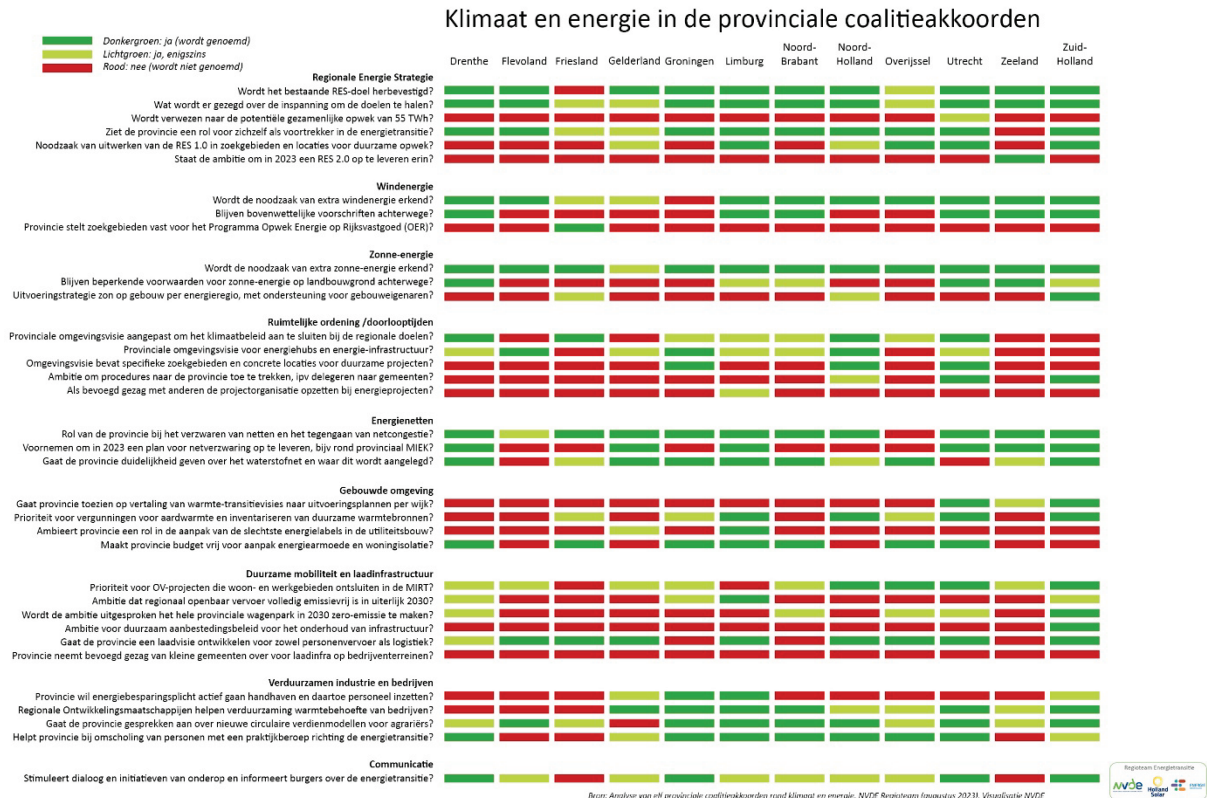 Klimaat en energie in de provinciale coalitieakkoorden
Donkergroen: ja (wordt genoemd)
Lichtgroen: Ja, enigszins
Rood: nee (wordt niet genoemd)
Drenthe Flevoland Friesland Gelderland Groningen Limburg Noord-Brabant Noord-Holland Overijssel Utrecht Zeeland Zuid-Holland
Regionale Energie Strategie
Wordt het bestaande RES-doel herbevestigd?
Wat wordt er gezegd over de inspanning om de doelen te halen?
Wordt verwezen naar de potentiële gezamenlijke opwek van 55 TWh?
Ziet de provincie een rol voor zichzelf als voortrekker in de energietransitie?
Noodzaak van uitwerken van de RES 1.0 in zoekgebieden en locaties voor duurzame opwek?
Staat de ambitie om in 2023 een RES 2.0 op te leveren erin?
Windenergie
Wordt de noodzaak van extra windenergie erkend?
Blijven bovenwettelijke voorschriften achterwege?
Provincie stelt zoekgebieden vast voor het Programma Opwek Energie op Rijksvastgoed (OER)?
Zonne-energie
Wordt de noodzaak van extra zonne-energie erkend?
Blijven beperkende voorwaarden voor zonne-energie op landbouwgrond achterwege?
Uitvoeringstrategie zon op gebouw per energieregio, met ondersteuning voor gebouweigenaren?
Ruimtelijke ordening /doorlooptijden
Provinciale omgevingsvisie aangepast om het klimaatbeleid aan te sluiten bij de regionale doelen?
Provinciale omgevingsvisie voor energiehubs en energie-infrastructuur?
Omgevingsvisie bevat specifieke zoekgebieden en concrete locaties voor duurzame projecten?
Ambitie om procedures naar de provincie toe te trekken, ipv delegeren naar gemeenten?
Als bevoegd gezag met anderen de projectorganisatie opzetten bij energieprojecten?
Energienetten
Rol van de provincie bij het verzwaren van netten en het tegengaan van netcongestie?
Voornemen om in 2023 een plan voor netverzwaring op te leveren, bijv rond provinciaal MIEK?
Gaat de provincie duidelijkheid geven over het waterstofnet en waar dit wordt aangelegd?
Gebouwde omgeving
Gaat provincie toezien op vertaling van warmte-transitievisies naar uitvoeringsplannen per wijk?
Prioriteit voor vergunningen voor aardwarmte en inventariseren van duurzame warmtebronnen?
Ambieert provincie een rol in de aanpak van de slechtste energielabels in de utiliteitsbouw?
Maakt provincie budget vrij voor aanpak energiearmoede en woningisolatie?
Duurzame mobiliteit en laadinfrastructuur
Prioriteit voor OV-projecten die woon- en werkgebieden ontsluiten in de MIRT?
Ambitie dat regionaal openbaar vervoer volledig emissievrij is in uiterlijk 2030?
Wordt de ambitie uitgesproken het hele provinciale wagenpark in 2030 zero-emissie te maken?
Ambitie voor duurzaam aanbestedingsbeleid voor het onderhoud van infrastructuur?
Gaat de provincie een laadvisie ontwikkelen voor zowel personenvervoer als logistiek?
Provincie neemt bevoegd gezag van kleine gemeenten over voor laadinfra op bedrijventerreinen?
Verduurzamen industrie en bedrijven
Provincie wil energiebesparingsplicht actief gaan handhaven en daartoe personeel inzetten?
Regionale Ontwikkelingsmaatschappijen helpen verduurzaming warmtebehoefte van bedrijven?
Gaat de provincie gesprekken aan over nieuwe circulaire verdienmodellen voor agrariërs?
Helpt provincie bij omscholing van personen met een praktijkberoep richting de energietransitie?
Communicatie
Stimuleert dialoog en initiatieven van onderop en informeert burgers over de energietransitie?
Bron: Analyse van elf provinciale coalitieakkoorden rond klimaat en energie, NVDE Regioteam (augustus 2023). Visualisatie NVDE
Regioteam Energietransitie
nvde Holland Solar